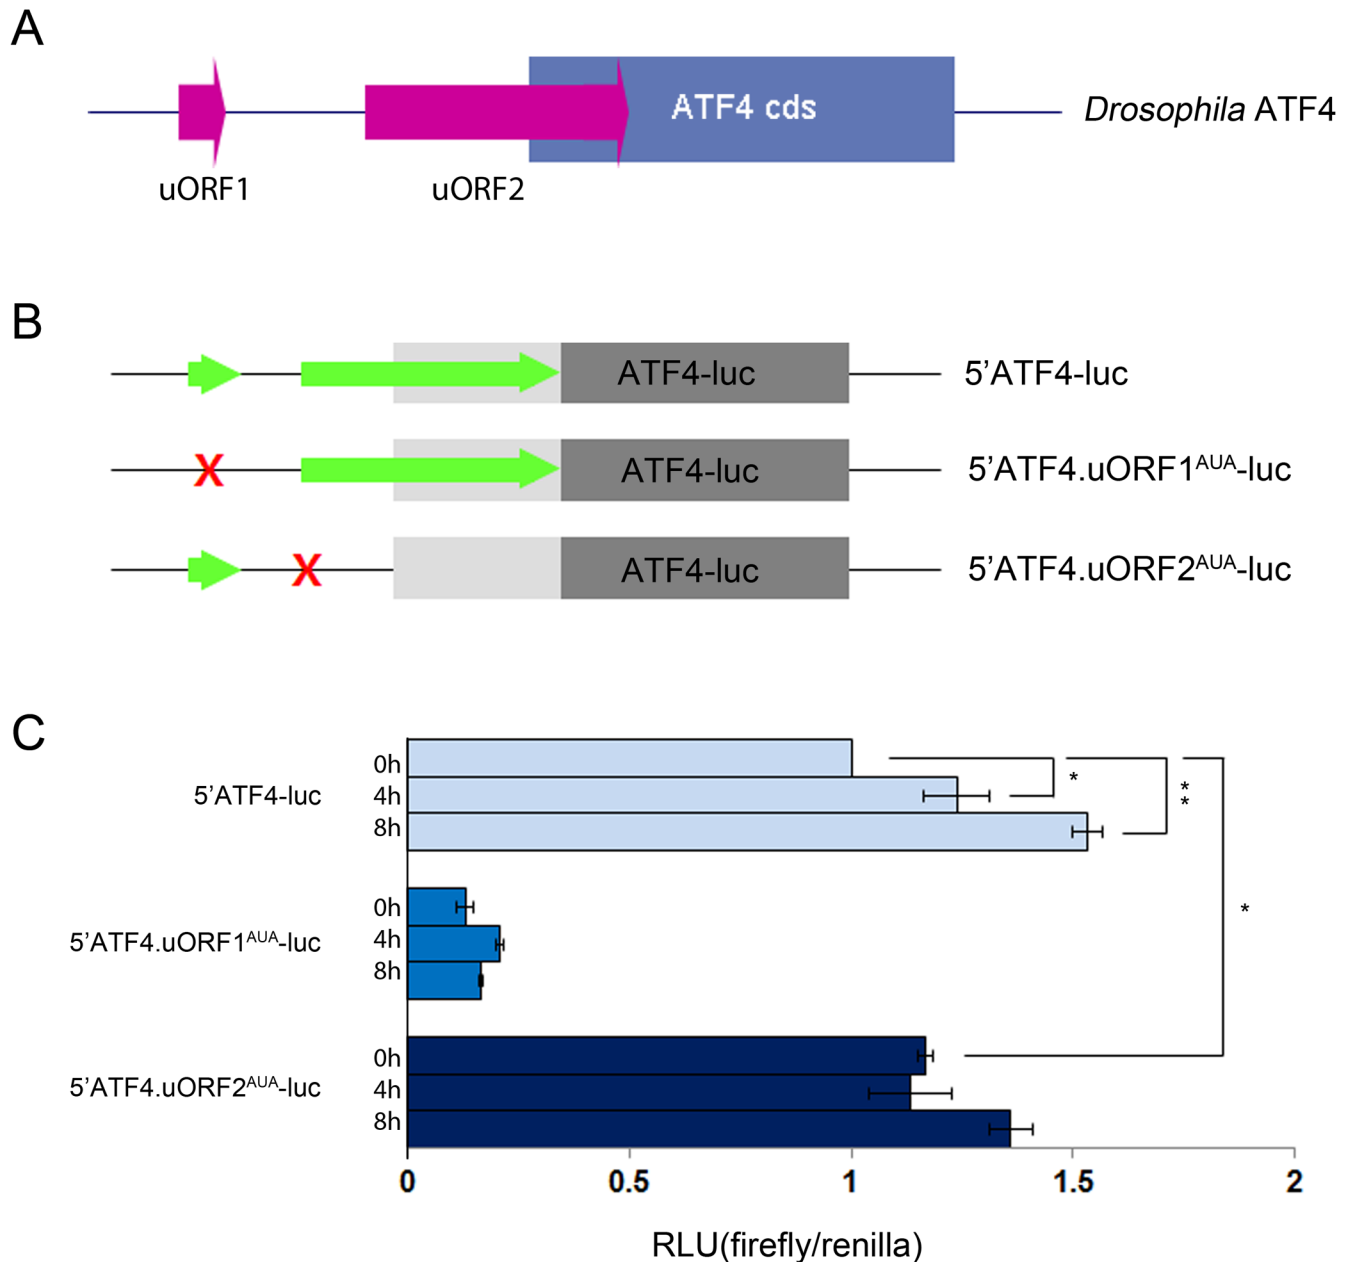 A
ATF4 cds
Drosophila ATF4
uORF1
uORF2
B
ATF4-luc
5’ATF4-luc
X
ATF4-luc
5’ATF4.uORF1AUA-luc
X
ATF4-luc
5’ATF4.uORF2AUA-luc
C
5’ATF4-luc
0h
4h
8h
*
*
*
5’ATF4.uORF1AUA-luc
0h
4h
8h
*
5’ATF4.uORF2AUA-luc
0h
4h
8h
0 0.5 1 1.5 2
RLU(firefly/renilla)